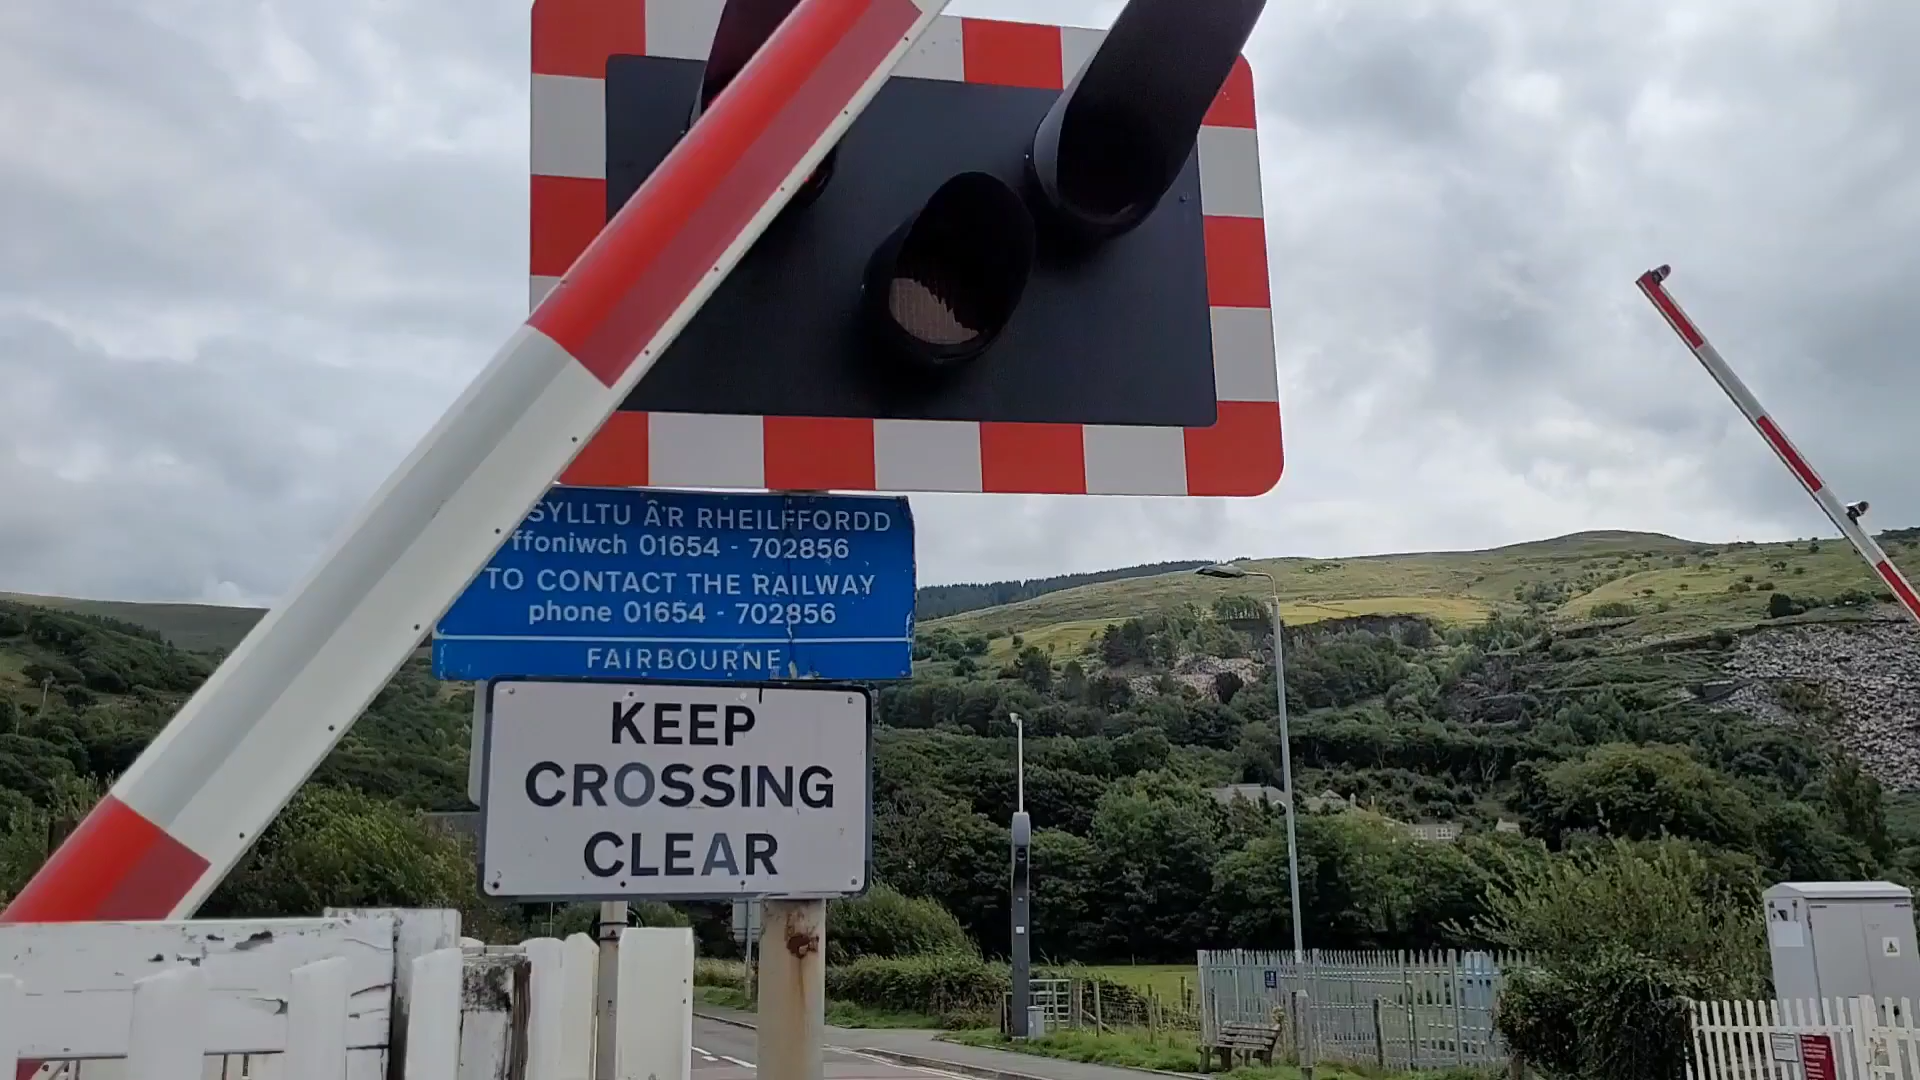 SYLLTU Â'R RHEILFFORDD
ffoniwch 01654 - 702856
TO CONTACT THE RAILWAY
phone 01654 - 702856
FAIRBOURNE
KEEP
CROSSING
CLEAR